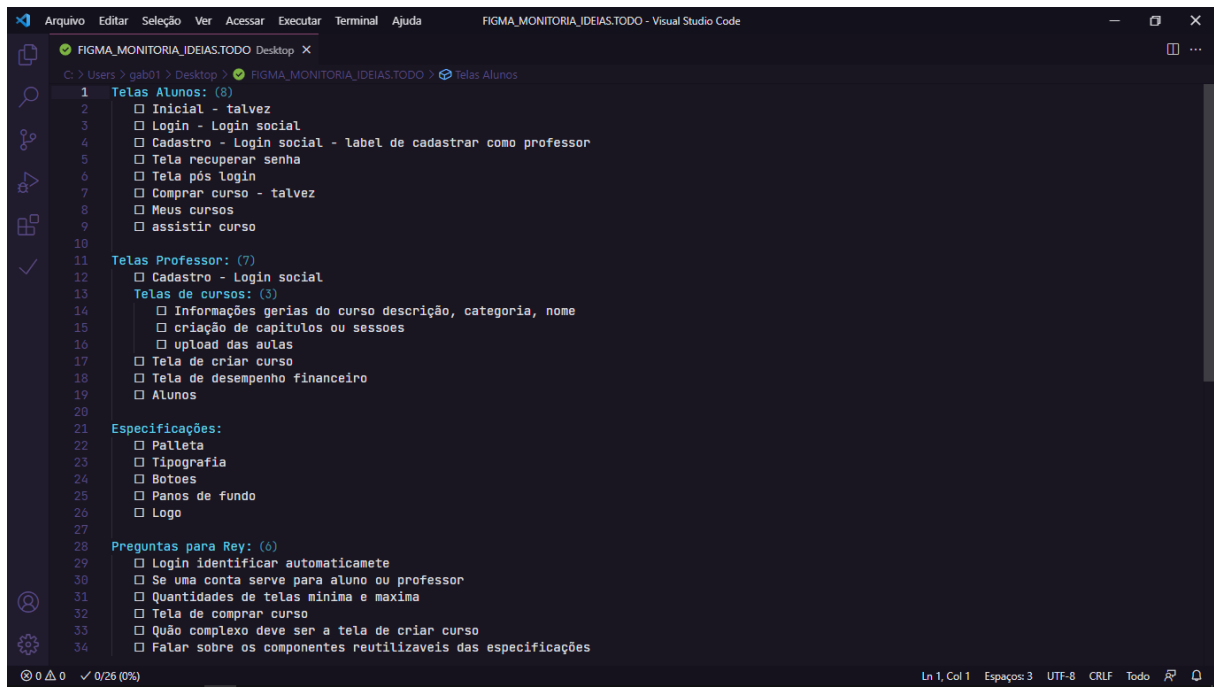 Arquivo Editar Seleção Ver Acessar Executar Terminal Ajuda FIGMA_MONITORIA_IDEIAS.TODO - Visual Studio Code
FIGMA_MONITORIA_IDEIAS.TODO Desktop
C: > Users > gab01 > Desktop > FIGMA_MONITORIA_IDEIAS.TODO > Telas Alunos
1 Telas Alunos: (8)
2 ☐ Inicial - talvez
3 ☐ Login - Login social
4 ☐ Cadastro - Login social - label de cadastrar como professor
5 ☐ Tela recuperar senha
6 ☐ Tela pós login
7 ☐ Comprar curso - talvez
8 ☐ Meus cursos
9 ☐ assistir curso
10
11 Telas Professor: (7)
12 ☐ Cadastro - Login social
13 Telas de cursos: (3)
14 ☐ Informações gerias do curso descrição, categoria, nome
15 ☐ criação de capitulos ou sessoes
16 ☐ upload das aulas
17 ☐ Tela de criar curso
18 ☐ Tela de desempenho financeiro
19 ☐ Alunos
20
21 Especificações:
22 ☐ Palleta
23 ☐ Tipografia
24 ☐ Botoes
25 ☐ Panos de fundo
26 ☐ Logo
27
28 Preguntas para Rey: (6)
29 ☐ Login identificar automaticamete
30 ☐ Se uma conta serve para aluno ou professor
31 ☐ Quantidades de telas minima e maxima
32 ☐ Tela de comprar curso
33 ☐ Quão complexo deve ser a tela de criar curso
34 ☐ Falar sobre os componentes reutilizaveis das especificações
0 0 ✓ 0/26 (0%) Ln 1, Col 1 Espaços: 3 UTF-8 CRLF Todo